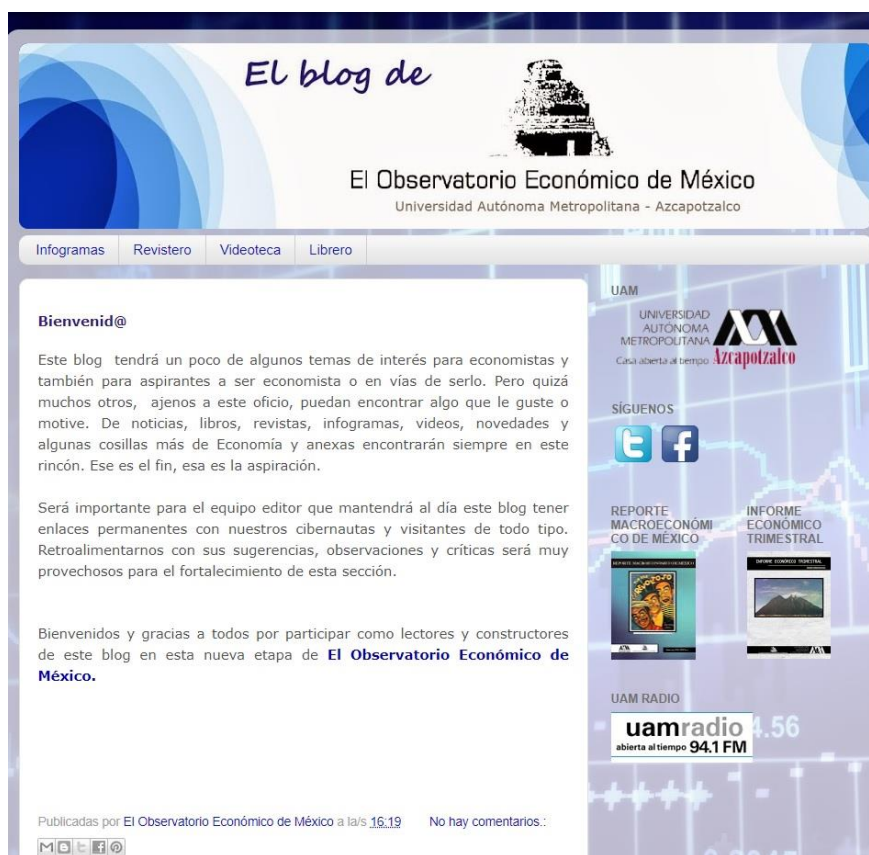 El blog de
El Observatorio Económico de México
Universidad Autónoma Metropolitana - Azcapotzalco
Infogramas Revistero Videoteca Librero
Bienvenid@
Este blog tendrá un poco de algunos temas de interés para economistas y
también para aspirantes a ser economista o en vías de serlo. Pero quizá
muchos otros, ajenos a este oficio, puedan encontrar algo que le guste o
motive. De noticias, libros, revistas, infogramas, videos, novedades y
algunas cosillas más de Economía y anexas encontrarán siempre en este
rincón. Ese es el fin, esa es la aspiración.
Será importante para el equipo editor que mantendrá al día este blog tener
enlaces permanentes con nuestros cibernautas y visitantes de todo tipo.
Retroalimentarnos con sus sugerencias, observaciones y críticas será muy
provechosos para el fortalecimiento de esta sección.
Bienvenidos y gracias a todos por participar como lectores y constructores
de este blog en esta nueva etapa de El Observatorio Económico de
México.
Publicadas por El Observatorio Económico de México a la/s 16:19 No hay comentarios.:
UAM
UNIVERSIDAD
AUTÓNOMA
METROPOLITANA
Casa abierta al tiempo Azcapotzalco
SÍGUENOS
REPORTE
MACROECONÓMI
CO DE MÉXICO
REPORTE MACROECONÓMICO DE MÉXICO
INFORME
ECONÓMICO
TRIMESTRAL
INFORME ECONÓMICO TRIMESTRAL
UAM RADIO
uamradio
abierta al tiempo 94.1 FM
4.56